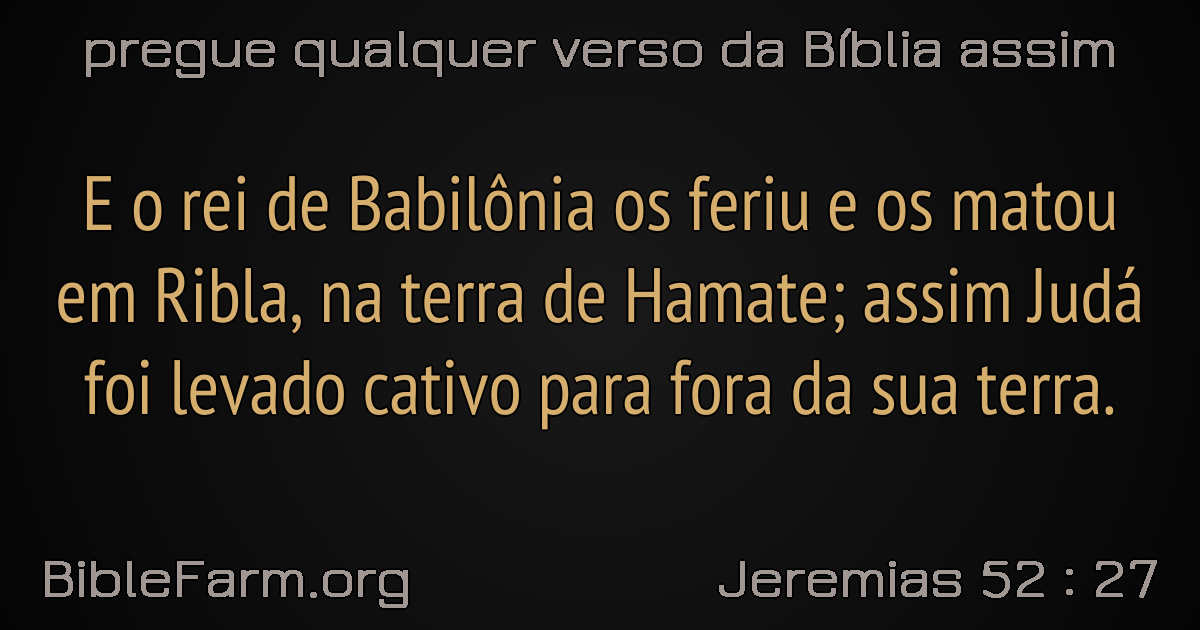 pregue qualquer verso da Bíblia assim
E o rei de Babilônia os feriu e os matou
em Ribla, na terra de Hamate; assim Judá
foi levado cativo para fora da sua terra.
BibleFarm.org
Jeremias 52 : 27